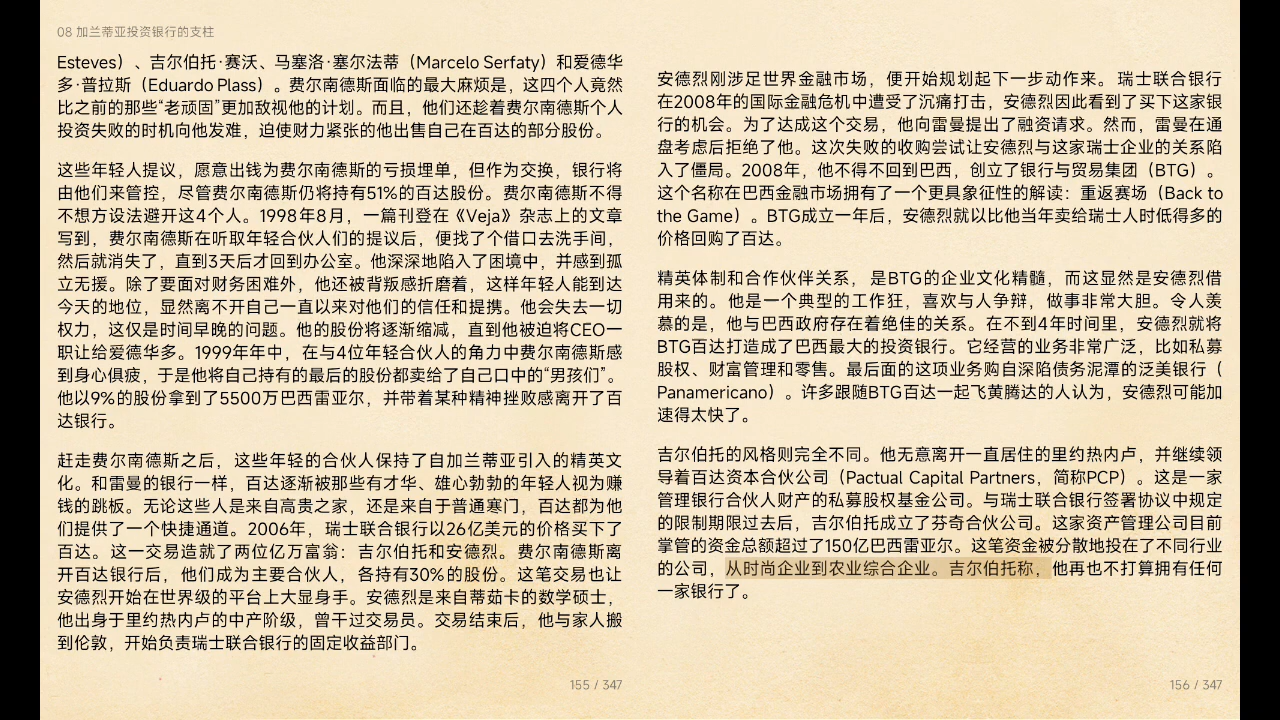 08 加兰蒂亚投资银行的支柱
Esteves）、吉尔伯托·赛沃、马塞洛·塞尔法蒂（Marcelo Serfaty）和爱德华
多·普拉斯（Eduardo Plass）。费尔南德斯面临的最大麻烦是，这四个人竟然
比之前的那些“老顽固”更加敌视他的计划。而且，他们还趁着费尔南德斯个人
投资失败的时机向他发难，迫使财力紧张的他出售自己在百达的部分股份。
这些年轻人提议，愿意出钱为费尔南德斯的亏损埋单，但作为交换，银行将
由他们来管控，尽管费尔南德斯仍将持有51%的百达股份。费尔南德斯不得
不想方设法避开这4个人。1998年8月，一篇刊登在《Veja》杂志上的文章
写到，费尔南德斯在听取年轻合伙人们的提议后，便找了个借口去洗手间，
然后就消失了，直到3天后才回到办公室。他深深地陷入了困境中，并感到孤
立无援。除了要面对财务困难外，他还被背叛感折磨着，这样年轻人能到达
今天的地位，显然离不开自己一直以来对他们的信任和提携。他会失去一切
权力，这仅是时间早晚的问题。他的股份将逐渐缩减，直到他被迫将CEO一
职让给爱德华多。1999年年中，在与4位年轻合伙人的角力中费尔南德斯感
到身心俱疲，于是他将自己持有的最后的股份都卖给了自己口中的“男孩们”。
他以9%的股份拿到了5500万巴西雷亚尔，并带着某种精神挫败感离开了百
达银行。
赶走费尔南德斯之后，这些年轻的合伙人保持了自加兰蒂亚引入的精英文
化。和雷曼的银行一样，百达逐渐被那些有才华、雄心勃勃的年轻人视为赚
钱的跳板。无论这些人是来自高贵之家，还是来自于普通寒门，百达都为他
们提供了一个快捷通道。2006年，瑞士联合银行以26亿美元的价格买下了
百达。这一交易造就了两位亿万富翁：吉尔伯托和安德烈。费尔南德斯离
开百达银行后，他们成为主要合伙人，各持有30%的股份。这笔交易也让
安德烈开始在世界级的平台上大显身手。安德烈是来自蒂茹卡的数学硕士，
他出身于里约热内卢的中产阶级，曾干过交易员。交易结束后，他与家人搬
到伦敦，开始负责瑞士联合银行的固定收益部门。
155 / 347
安德烈刚涉足世界金融市场，便开始规划起下一步动作来。瑞士联合银行
在2008年的国际金融危机中遭受了沉痛打击，安德烈因此看到了买下这家银
行的机会。为了达成这个交易，他向雷曼提出了融资请求。然而，雷曼在通
盘考虑后拒绝了他。这次失败的收购尝试让安德烈与这家瑞士企业的关系陷
入了僵局。2008年，他不得不回到巴西，创立了银行与贸易集团（BTG）。
这个名称在巴西金融市场拥有了一个更具象征性的解读：重返赛场（Back to
the Game）。BTG成立一年后，安德烈就以比他当年卖给瑞士人时低得多的
价格回购了百达。
精英体制和合作伙伴关系，是BTG的企业文化精髓，而这显然是安德烈借
用来的。他是一个典型的工作狂，喜欢与人争辩，做事非常大胆。令人羡
慕的是，他与巴西政府存在着绝佳的关系。在不到4年时间里，安德烈就将
BTG百达打造成了巴西最大的投资银行。它经营的业务非常广泛，比如私募
股权、财富管理和零售。最后面的这项业务购自深陷债务泥潭的泛美银行（
Panamericano）。许多跟随BTG百达一起飞黄腾达的人认为，安德烈可能加
速得太快了。
吉尔伯托的风格则完全不同。他无意离开一直居住的里约热内卢，并继续领
导着百达资本合伙公司（Pactual Capital Partners，简称PCP）。这是一家
管理银行合伙人财产的私募股权基金公司。与瑞士联合银行签署协议中规定
的限制期限过去后，吉尔伯托成立了芬奇合伙公司。这家资产管理公司目前
掌管的资金总额超过了150亿巴西雷亚尔。这笔资金被分散地投在了不同行业
的公司，从时尚企业到农业综合企业。吉尔伯托称，他再也不打算拥有任何
一家银行了。
156 / 347